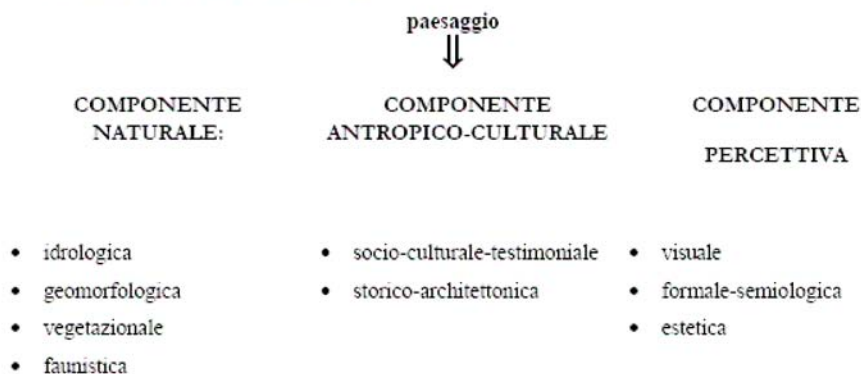 paesaggio
COMPONENTE
NATURALE:
COMPONENTE
ANTROPICO-CULTURALE
COMPONENTE
PERCETTIVA
• idrologica
• geomorfologica
• vegetazionale
• faunistica
• socio-culturale-testimoniale
• storico-architettonica
• visuale
• formale-semiologica
• estetica